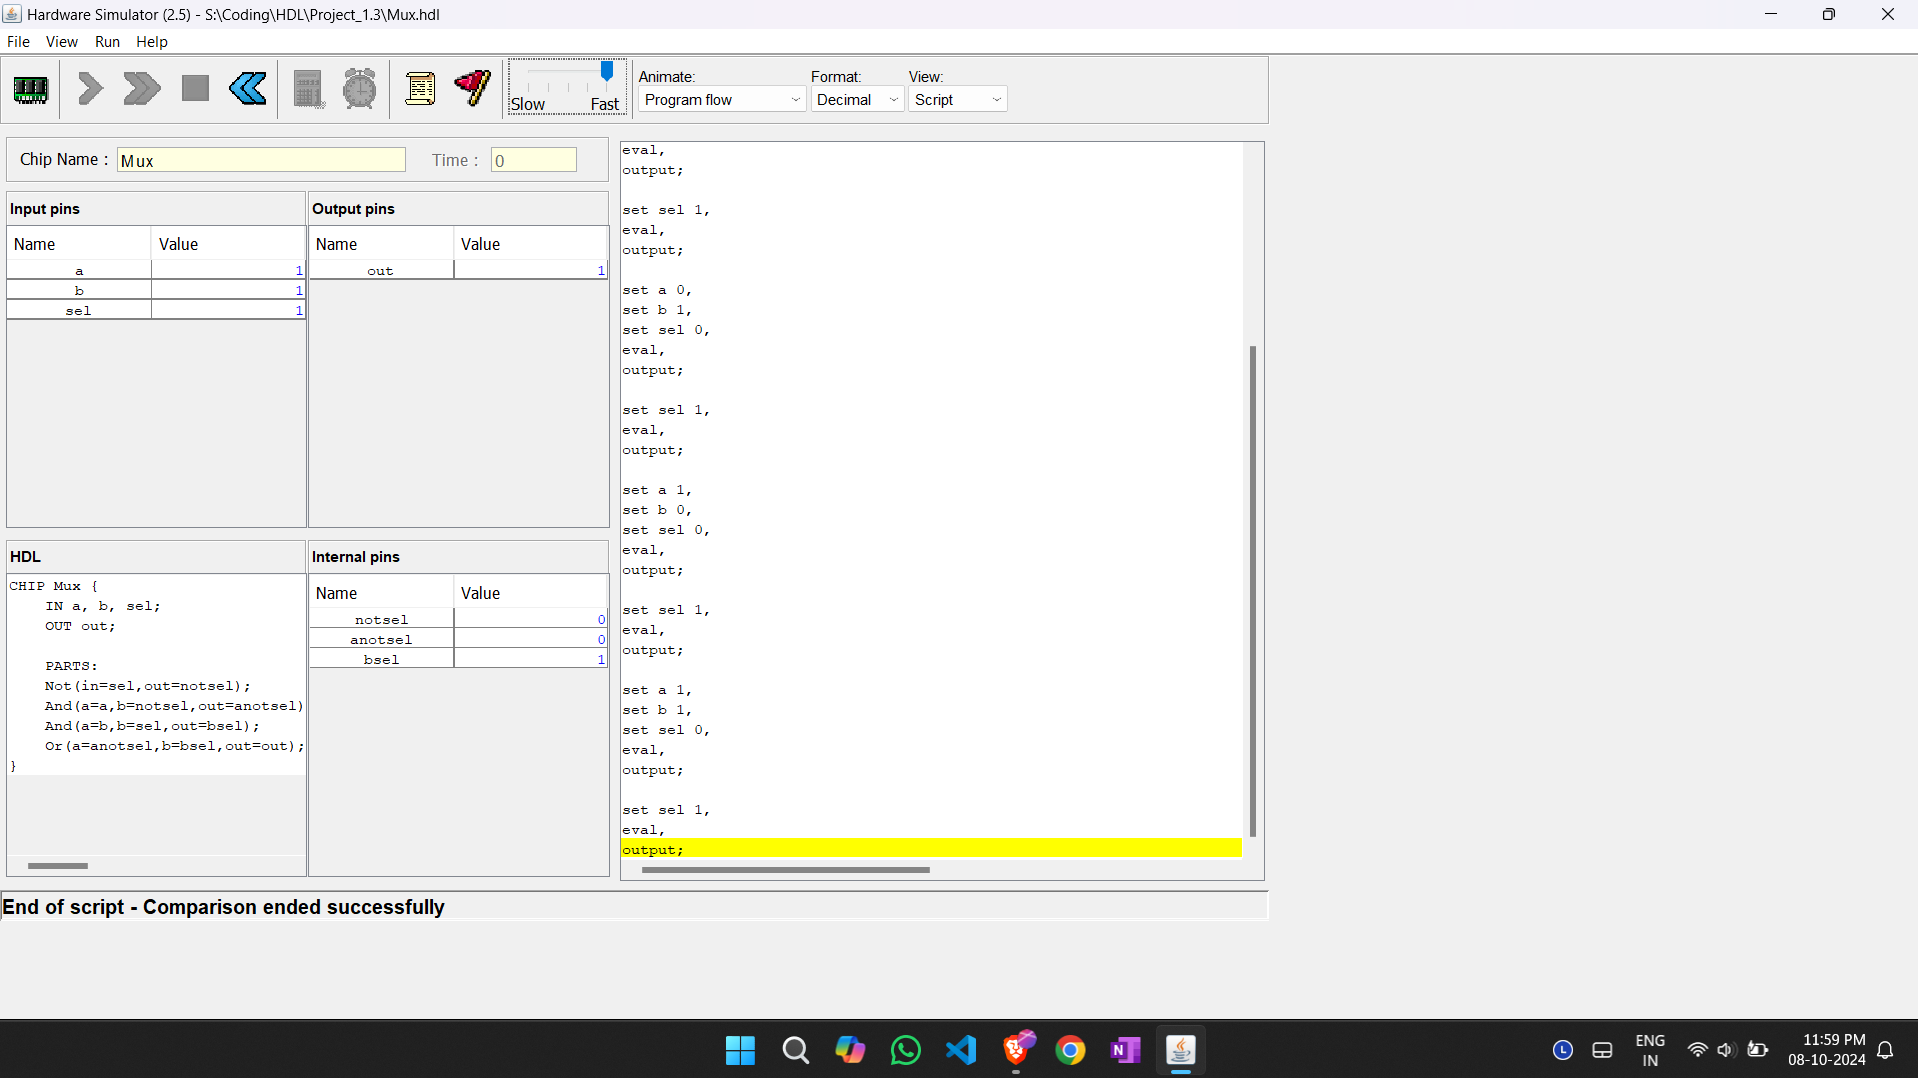 Hardware Simulator (2.5) - S:\Coding\HDL\Project_1.3\Mux.hdl
File View Run Help
Slow Fast
Animate: Format: View:
Program flow Decimal Script
Chip Name : Mux Time : 0
Input pins
Name Value
a 1
b 1
sel 1
Output pins
Name Value
out 1
HDL
CHIP Mux {
    IN a, b, sel;
    OUT out;
    PARTS:
    Not(in=sel,out=notsel);
    And(a=a,b=notsel,out=anotsel)
    And(a=b,b=sel,out=bsel);
    Or(a=anotsel,b=bsel,out=out);
}
Internal pins
Name Value
notsel 0
anotsel 0
bsel 1
eval,
output;
set sel 1,
eval,
output;
set a 0,
set b 1,
set sel 0,
eval,
output;
set sel 1,
eval,
output;
set a 1,
set b 0,
set sel 0,
eval,
output;
set sel 1,
eval,
output;
set a 1,
set b 1,
set sel 0,
eval,
output;
set sel 1,
eval,
output;
End of script - Comparison ended successfully
N
L
ENG
IN
11:59 PM
08-10-2024